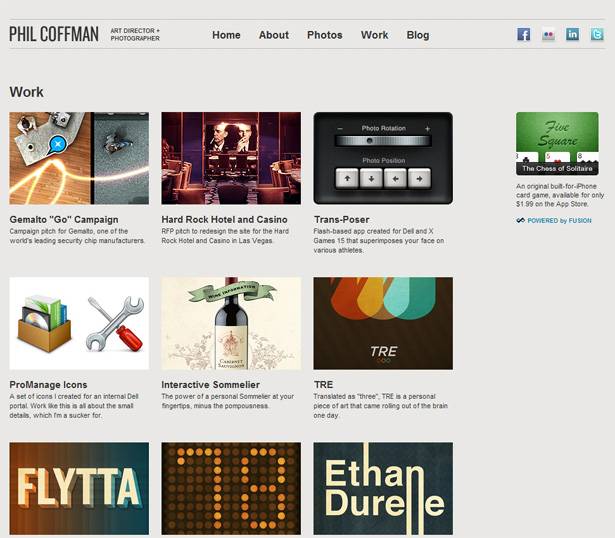 PHIL COFFMAN
ART DIRECTOR +
PHOTOGRAPHER
Home About Photos Work Blog
Work
Gemalto "Go" Campaign
Campaign pitch for Gemalto, one of the
world's leading security chip manufacturers.
Hard Rock Hotel and Casino
RFP pitch to redesign the site for the Hard
Rock Hotel and Casino in Las Vegas.
Photo Rotation
Photo Position
Trans-Poser
Flash-based app created for Dell and X
Games 15 that superimposes your face on
various athletes.
Five
Square
The Chess of Solitaire
An original built-for-iPhone
card game, available for only
$1.99 on the App Store.
POWERED by FUSION
ProManage Icons
A set of icons I created for an internal Dell
portal. Work like this is all about the small
details, which I'm a sucker for.
WINE INFORMATION
CABERNET
SAUVIGNON
Interactive Sommelier
The power of a personal Sommelier at your
fingertips, minus the pompousness.
TRE
TRE
Translated as "three", TRE is a personal
piece of art that came rolling out of the brain
one day.
FLYTTA
78
Ethan
Durelle